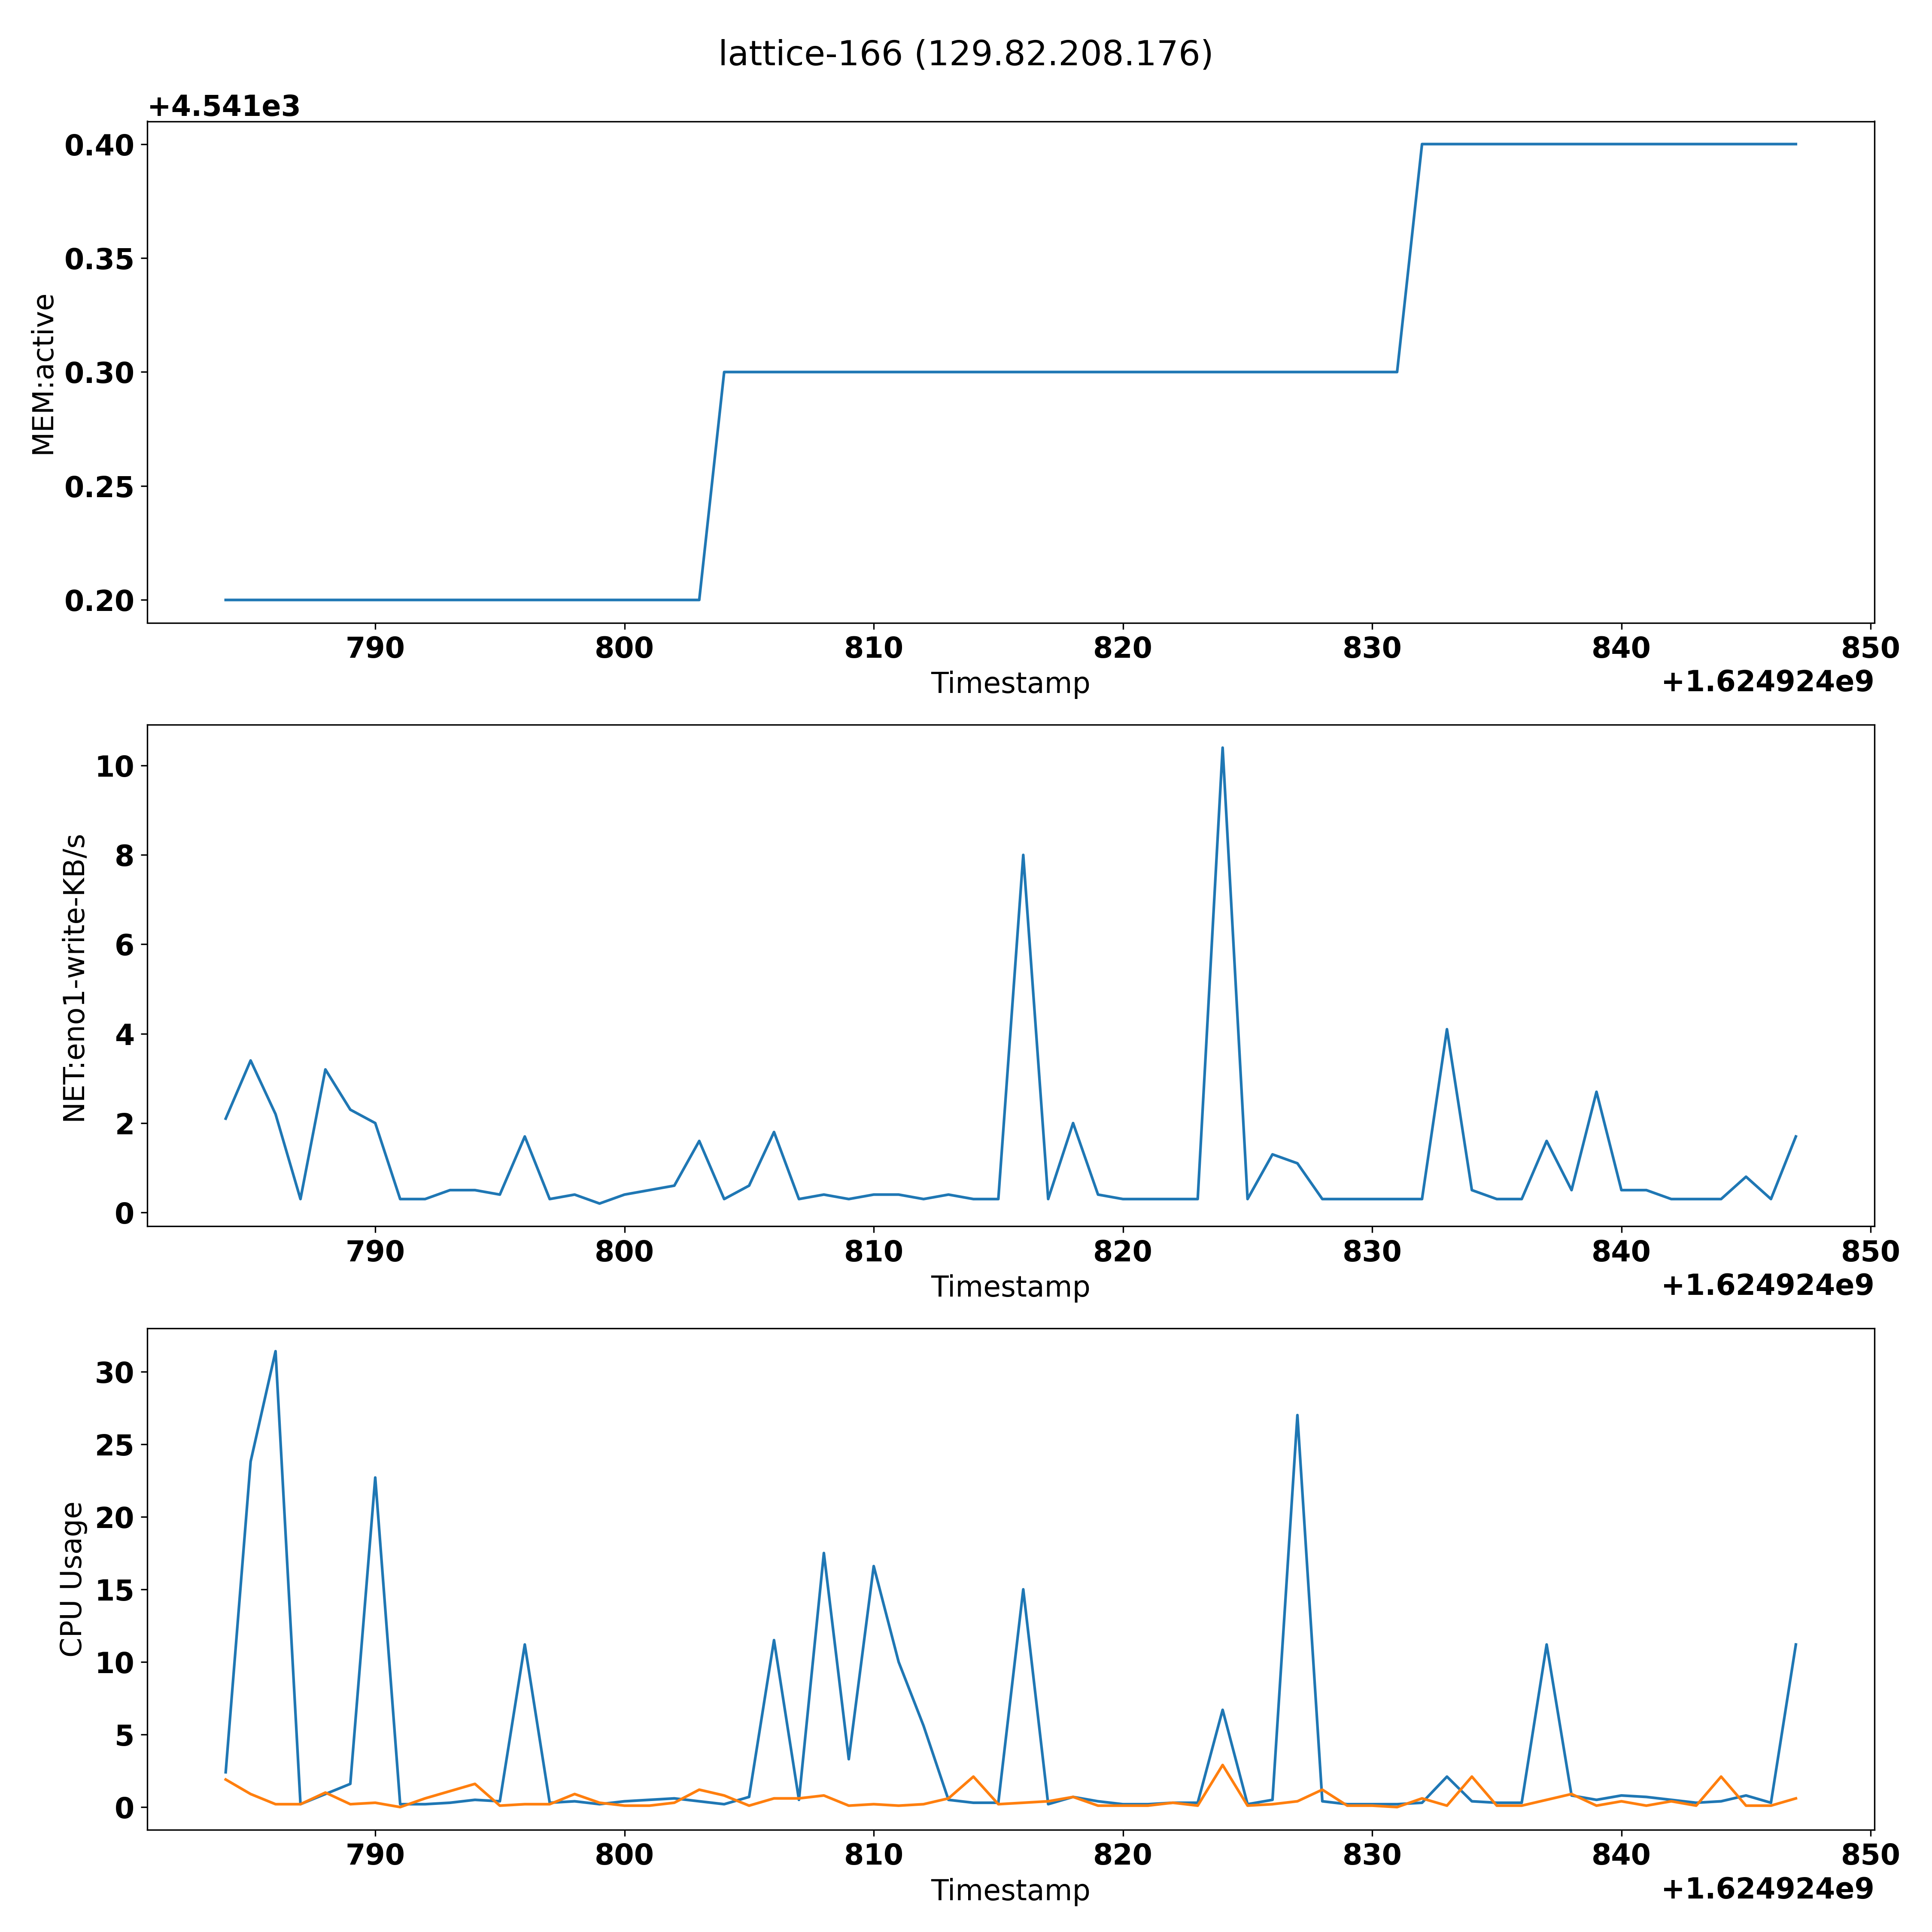 lattice-166 (129.82.208.176)
+4.541e3
0.40
0.35
0.30
0.25
0.20
MEM:active
790 800 810 820 830 840 850
Timestamp
+1.624924e9
10
8
6
4
2
0
NET:eno1-write-KB/s
790 800 810 820 830 840 850
Timestamp
+1.624924e9
30
25
20
15
10
5
0
CPU Usage
790 800 810 820 830 840 850
Timestamp
+1.624924e9